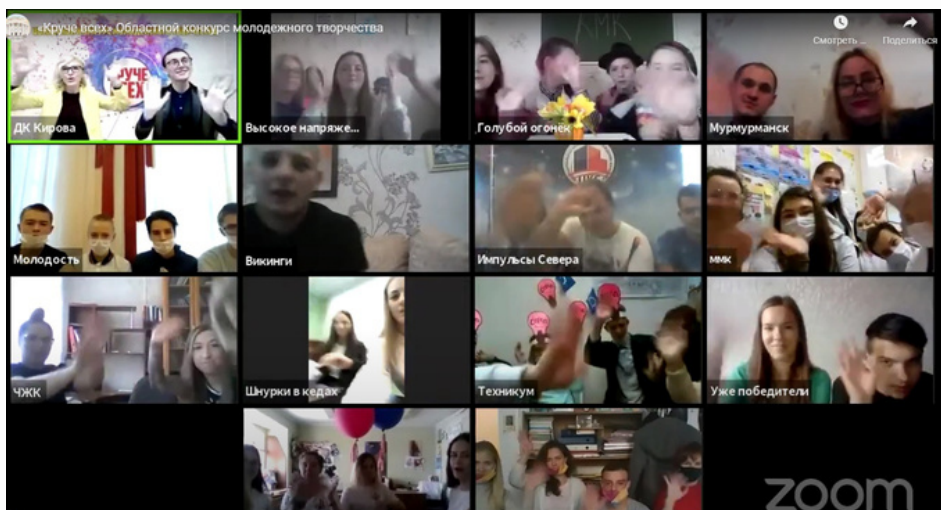 «Круче всех» Областной конкурс молодежного творчества
Смотреть ...
Поделиться
ДК Кирова
Высокое напряже...
АМК
Голубой огонек
Мурмурманск
Молодость
Викинги
Импульсы Севера
ммк
ЧЖК
Шнурки в кедах
Техникум
Уже победители
zoom